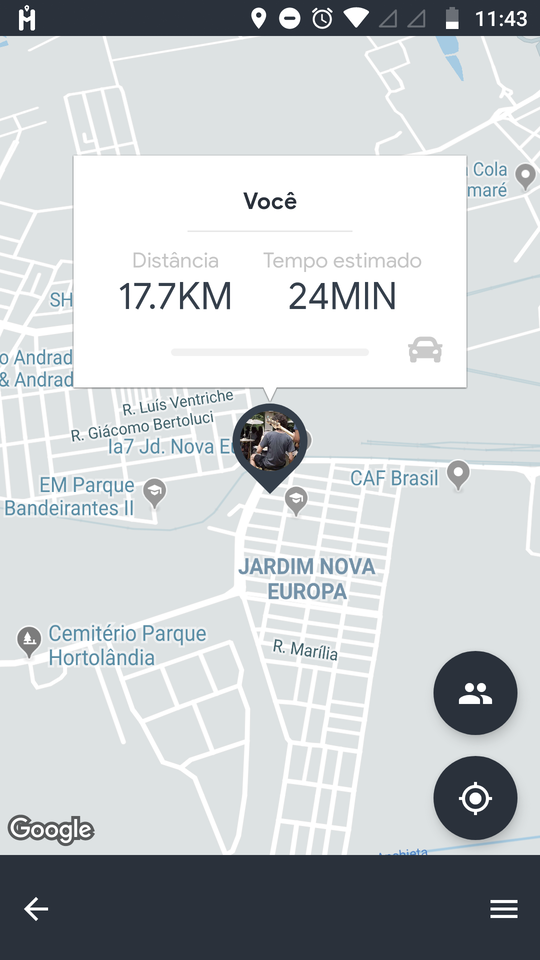 11:43
Cola
maré
Você
Distância
Tempo estimado
17.7KM
24MIN
SH
o Andrad
& Andrad
R. Luís Ventriche
R. Giácomo Bertoluci
Ia7 Jd. Nova E
EM Parque
Bandeirantes II
CAF Brasil
JARDIM NOVA
EUROPA
Cemitério Parque
Hortolândia
R. Marília
Google